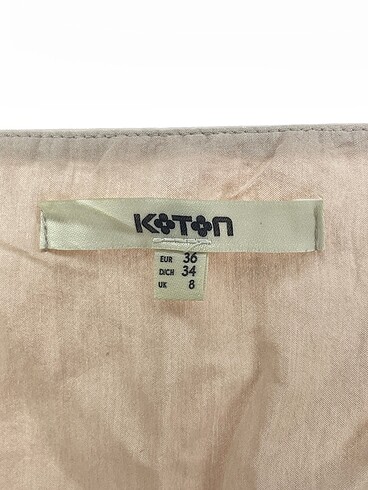 KOTON
EUR 36
D/CH 34
UK 8